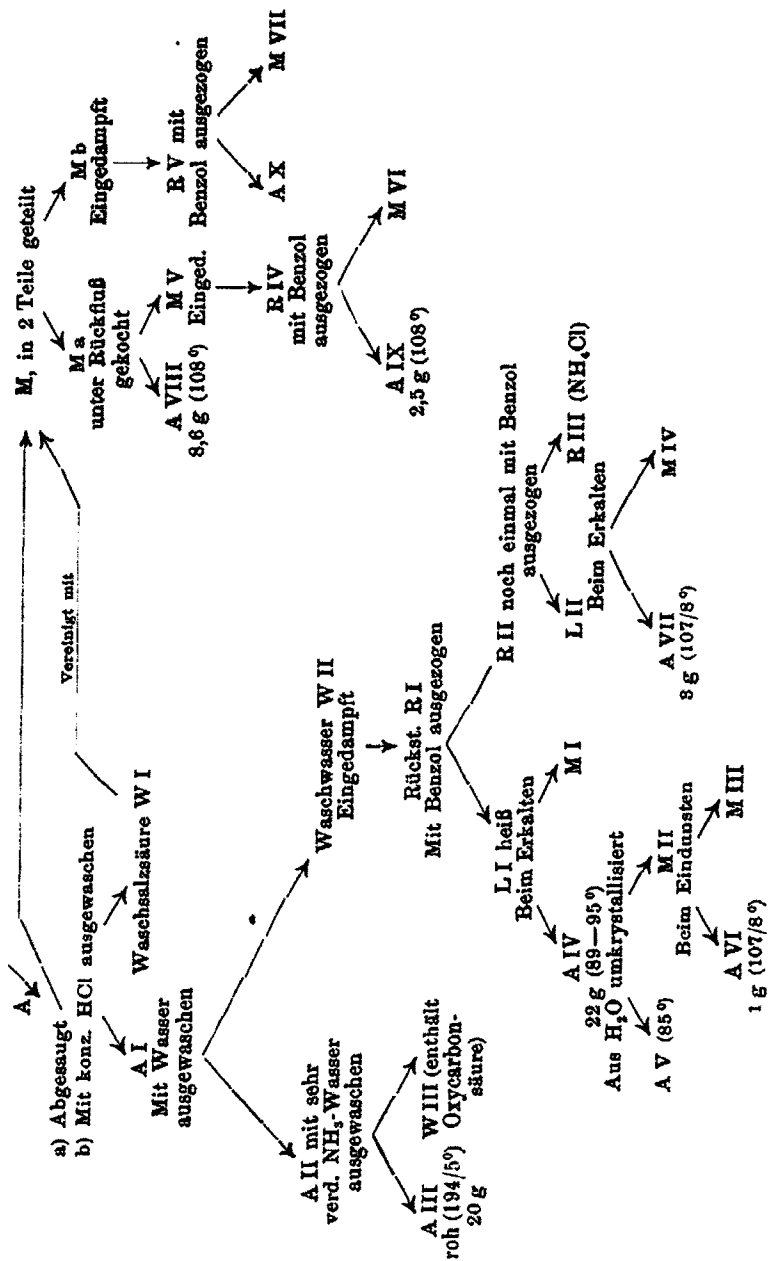 M, in 2 Teile geteilt
A
a) Abgesaugt
b) Mit konz. HCl ausgewaschen
Vereinigt mit
A I
Mit Wasser
ausgewaschen
Waschsalzsäure W I
M a
unter Rückfluß
gekocht
M b
Eingedampft
A VIII
8,6 g (108°)
M V
Einged.
R V mit
Benzol ausgezogen
R IV
mit Benzol
ausgezogen
A X
M VII
A IX
2,5 g (108°)
M VI
A II mit sehr
verd. NH₃-Wasser
ausgewaschen
Waschwasser W II
Eingedampft
A III
roh (194/5°)
20 g
W III (enthält
Oxycarbon-
säure)
Rückst. R I
Mit Benzol ausgezogen
L I heiß
Beim Erkalten
R II noch einmal mit Benzol
ausgezogen
A IV
22 g (89—95°)
Aus H₂O umkrystallisiert
M I
L II
Beim Erkalten
R III (NH₄Cl)
A V (85°)
M II
Beim Eindunsten
A VII
3 g (107/8°)
M IV
A VI
1 g (107/8°)
M III